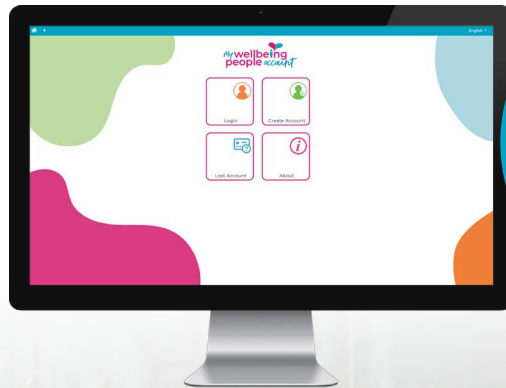 English
my wellbeing
people account
Login
Create Account
Lost Account
About